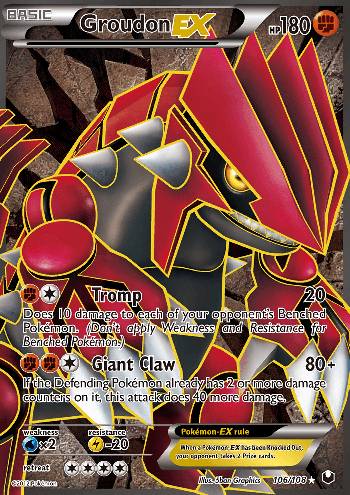 BASIC
Groudon EX
HP 180
Tromp 20
Does 10 damage to each of your opponent's Benched
Pokémon. (Don't apply Weakness and Resistance for
Benched Pokémon.)
Giant Claw 80+
If the Defending Pokémon already has 2 or more damage
counters on it, this attack does 40 more damage.
weakness
×2
resistance
-20
retreat
Pokémon-EX rule
When a Pokémon-EX has been Knocked Out,
your opponent takes 2 Prize cards.
Illus. 5ban Graphics
106/108